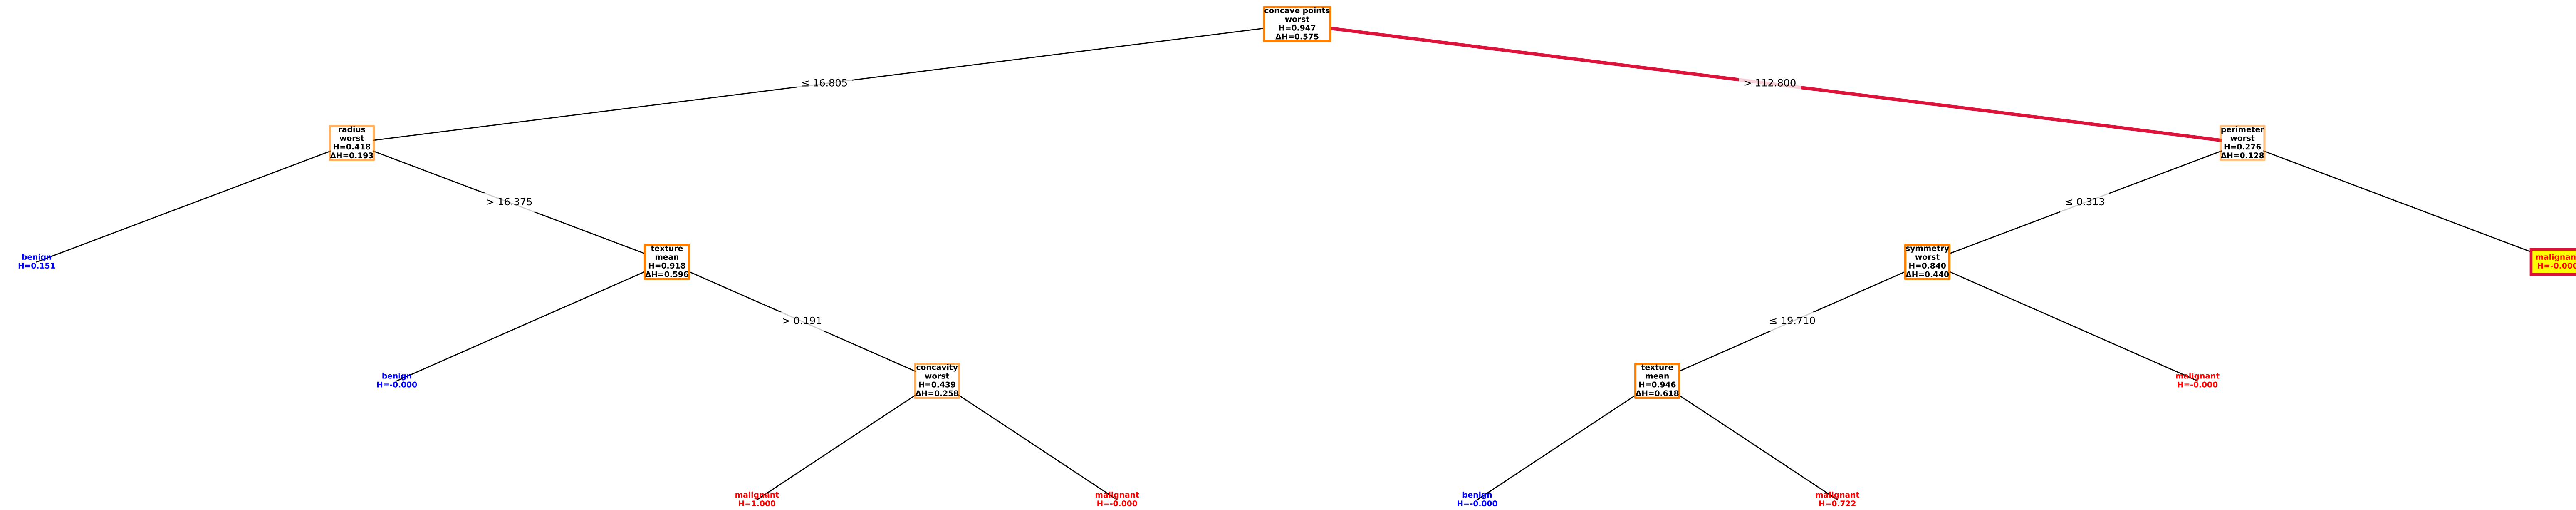 concave points
worst
H=0.947
ΔH=0.575
≤ 16.805
> 112.800
radius
worst
H=0.418
ΔH=0.193
perimeter
worst
H=0.276
ΔH=0.128
> 16.375
≤ 0.313
benign
H=0.151
texture
mean
H=0.918
ΔH=0.596
symmetry
worst
H=0.840
ΔH=0.440
malignan
H=-0.000
> 0.191
≤ 19.710
benign
H=-0.000
concavity
worst
H=0.439
ΔH=0.258
texture
mean
H=0.946
ΔH=0.618
malignant
H=-0.000
malignant
H=1.000
malignant
H=-0.000
benign
H=-0.000
malignant
H=0.722